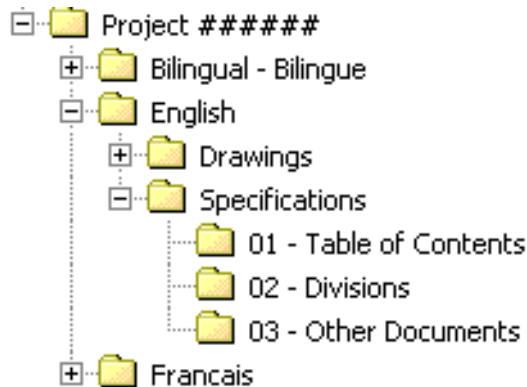 Project ######
Bilingual - Bilingue
English
Drawings
Specifications
01 - Table of Contents
02 - Divisions
03 - Other Documents
Francais